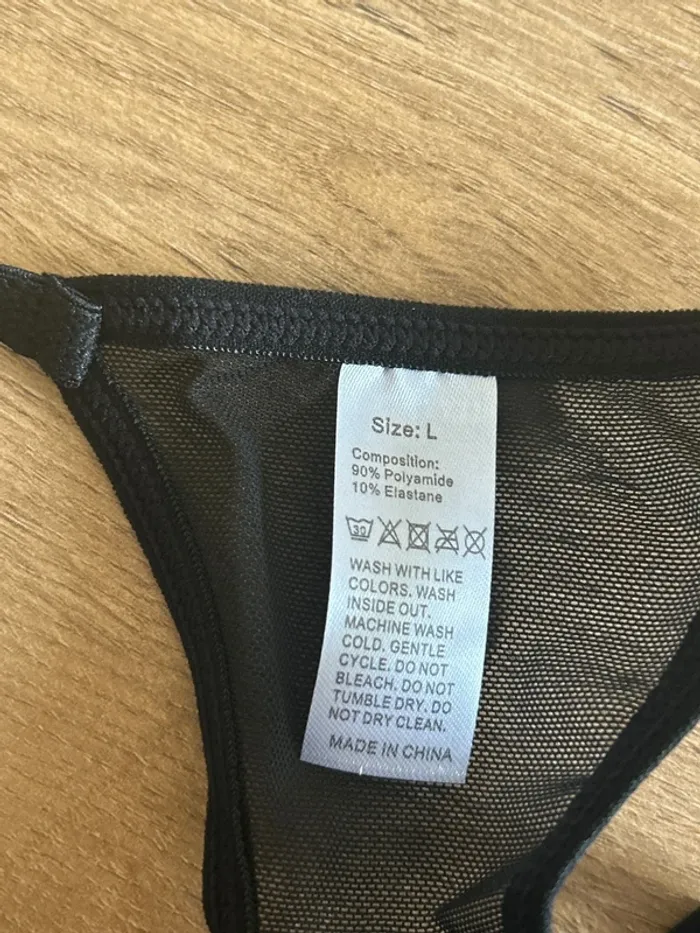 Size: L
Composition:
90% Polyamide
10% Elastane
30
WASH WITH LIKE
COLORS. WASH
INSIDE OUT.
MACHINE WASH
COLD. GENTLE
CYCLE. DO NOT
BLEACH. DO NOT
TUMBLE DRY. DO
NOT DRY CLEAN.
MADE IN CHINA